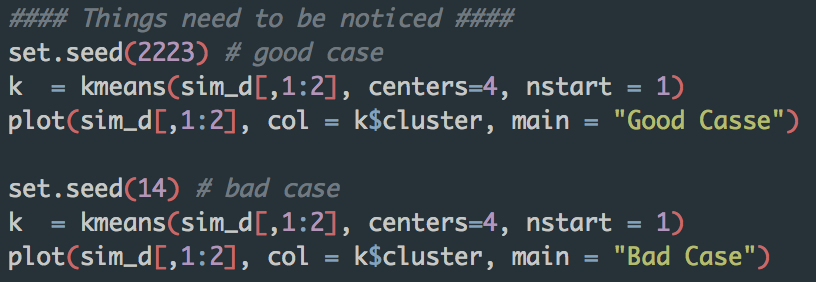 #### Things need to be noticed ####
set.seed(2223) # good case
k  = kmeans(sim_d[,1:2], centers=4, nstart = 1)
plot(sim_d[,1:2], col = k$cluster, main = "Good Casse")
set.seed(14) # bad case
k  = kmeans(sim_d[,1:2], centers=4, nstart = 1)
plot(sim_d[,1:2], col = k$cluster, main = "Bad Case")